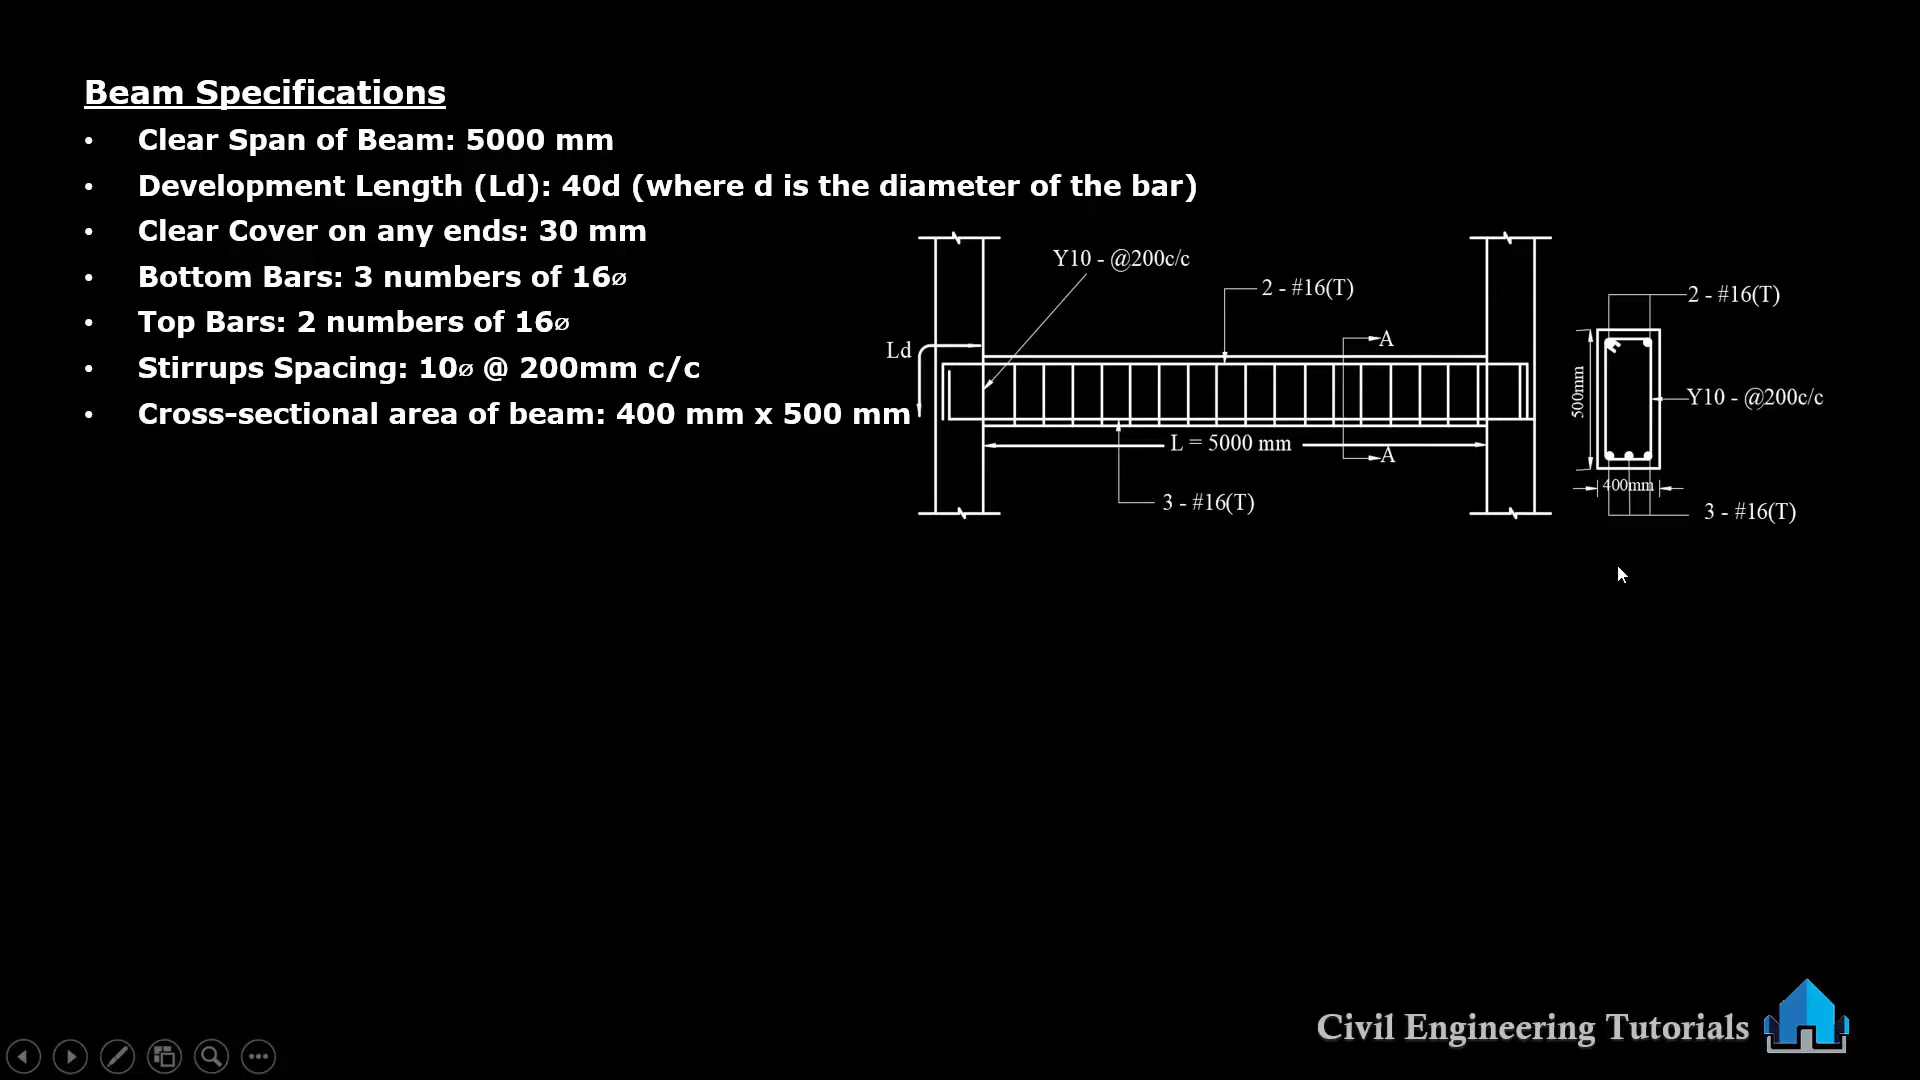 Beam Specifications
• Clear Span of Beam: 5000 mm
• Development Length (Ld): 40d (where d is the diameter of the bar)
• Clear Cover on any ends: 30 mm
• Bottom Bars: 3 numbers of 16ø
• Top Bars: 2 numbers of 16ø
• Stirrups Spacing: 10ø @ 200mm c/c
• Cross-sectional area of beam: 400 mm x 500 mm
Y10 - @200c/c
2 - #16(T)
Ld
A
L = 5000 mm
A
3 - #16(T)
2 - #16(T)
500mm
Y10 - @200c/c
400mm
3 - #16(T)
Civil Engineering Tutorials